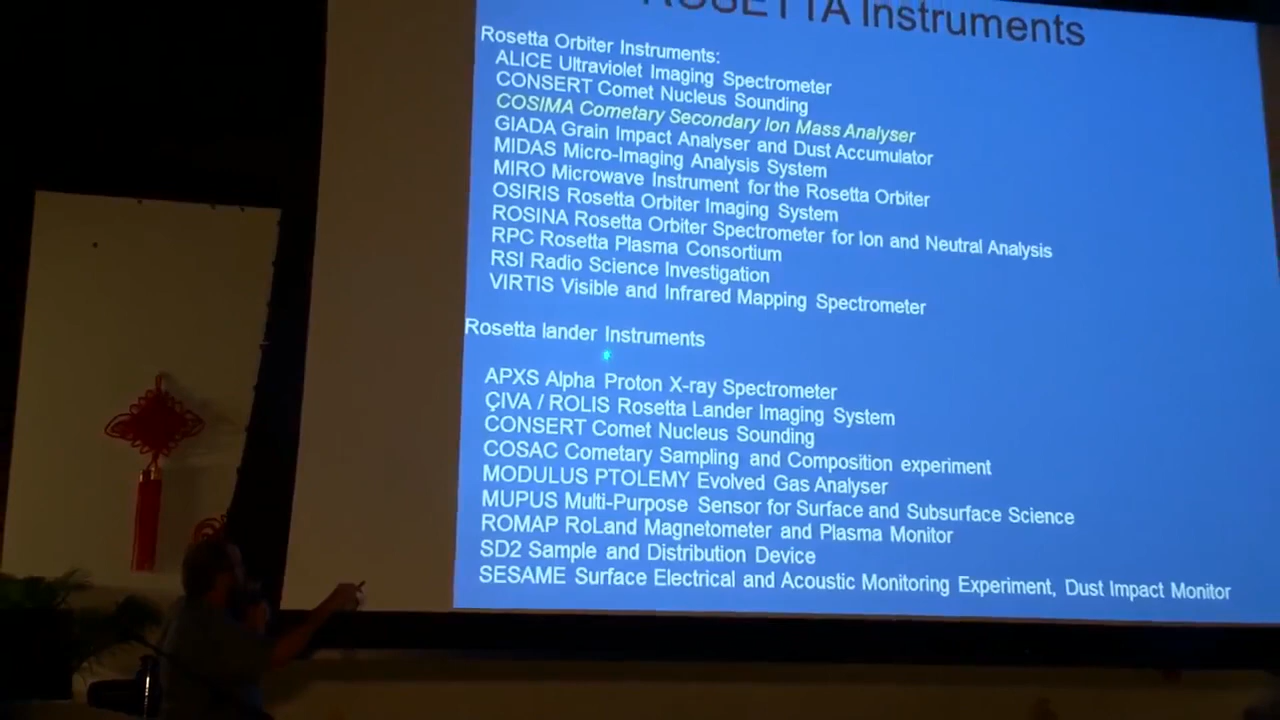 ROSETTA Instruments
Rosetta Orbiter Instruments:
ALICE Ultraviolet Imaging Spectrometer
CONSERT Comet Nucleus Sounding
COSIMA Cometary Secondary Ion Mass Analyser
GIADA Grain Impact Analyser and Dust Accumulator
MIDAS Micro-Imaging Analysis System
MIRO Microwave Instrument for the Rosetta Orbiter
OSIRIS Rosetta Orbiter Imaging System
ROSINA Rosetta Orbiter Spectrometer for Ion and Neutral Analysis
RPC Rosetta Plasma Consortium
RSI Radio Science Investigation
VIRTIS Visible and Infrared Mapping Spectrometer
Rosetta lander Instruments
APXS Alpha Proton X-ray Spectrometer
ÇIVA / ROLIS Rosetta Lander Imaging System
CONSERT Comet Nucleus Sounding
COSAC Cometary Sampling and Composition experiment
MODULUS PTOLEMY Evolved Gas Analyser
MUPUS Multi-Purpose Sensor for Surface and Subsurface Science
ROMAP RoLand Magnetometer and Plasma Monitor
SD2 Sample and Distribution Device
SESAME Surface Electrical and Acoustic Monitoring Experiment, Dust Impact Monitor